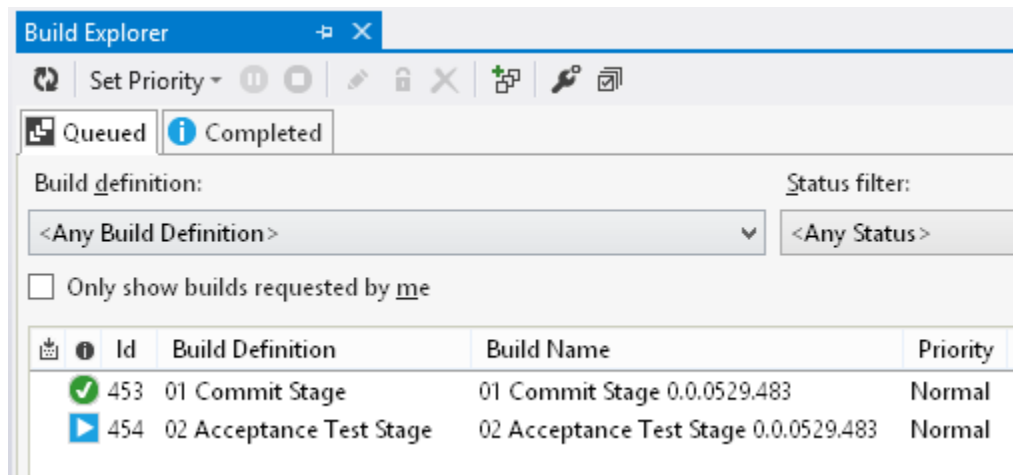 Build Explorer
Set Priority
Queued Completed
Build definition: Status filter:
<Any Build Definition> <Any Status>
Only show builds requested by me
Id Build Definition Build Name Priority
453 01 Commit Stage 01 Commit Stage 0.0.0529.483 Normal
454 02 Acceptance Test Stage 02 Acceptance Test Stage 0.0.0529.483 Normal